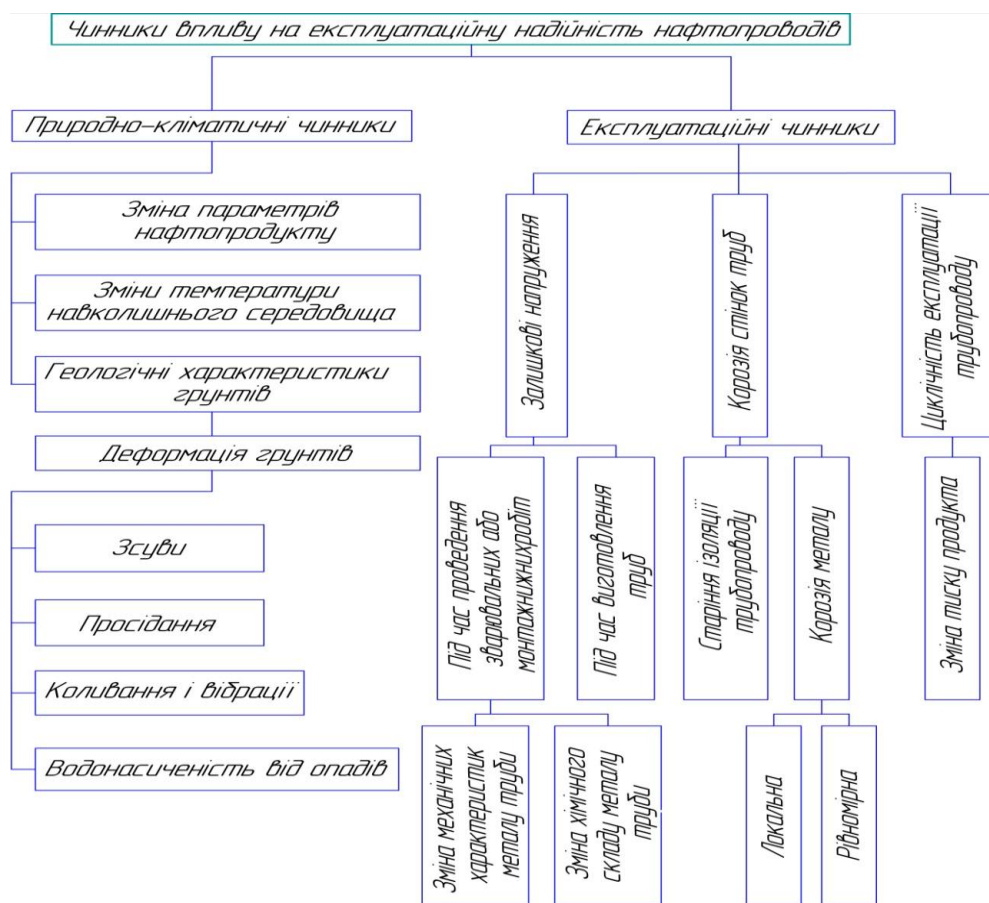 Чинники впливу на експлуатаційну надійність нафтопроводів
Природно-кліматичні чинники
Зміна параметрів
нафтопродукту
Зміни температури
навколишнього середовища
Геологічні характеристики
грунтів
Деформація грунтів
Зсуви
Просідання
Коливання і вібрації
Водонасиченість від опадів
Експлуатаційні чинники
Залишкові напруження
Під час проведення
зварювальних або
монтажнихробіт
Зміна механічних
характеристик
металу труби
Зміна хімічного
складу металу
труби
Під час виготовлення
труб
Корозія стінок труб
Старіння ізоляції
трубопроводу
Корозія металу
Локальна
Рівномірна
Циклічність експлуатації
трубопроводу
Зміна тиску продукта